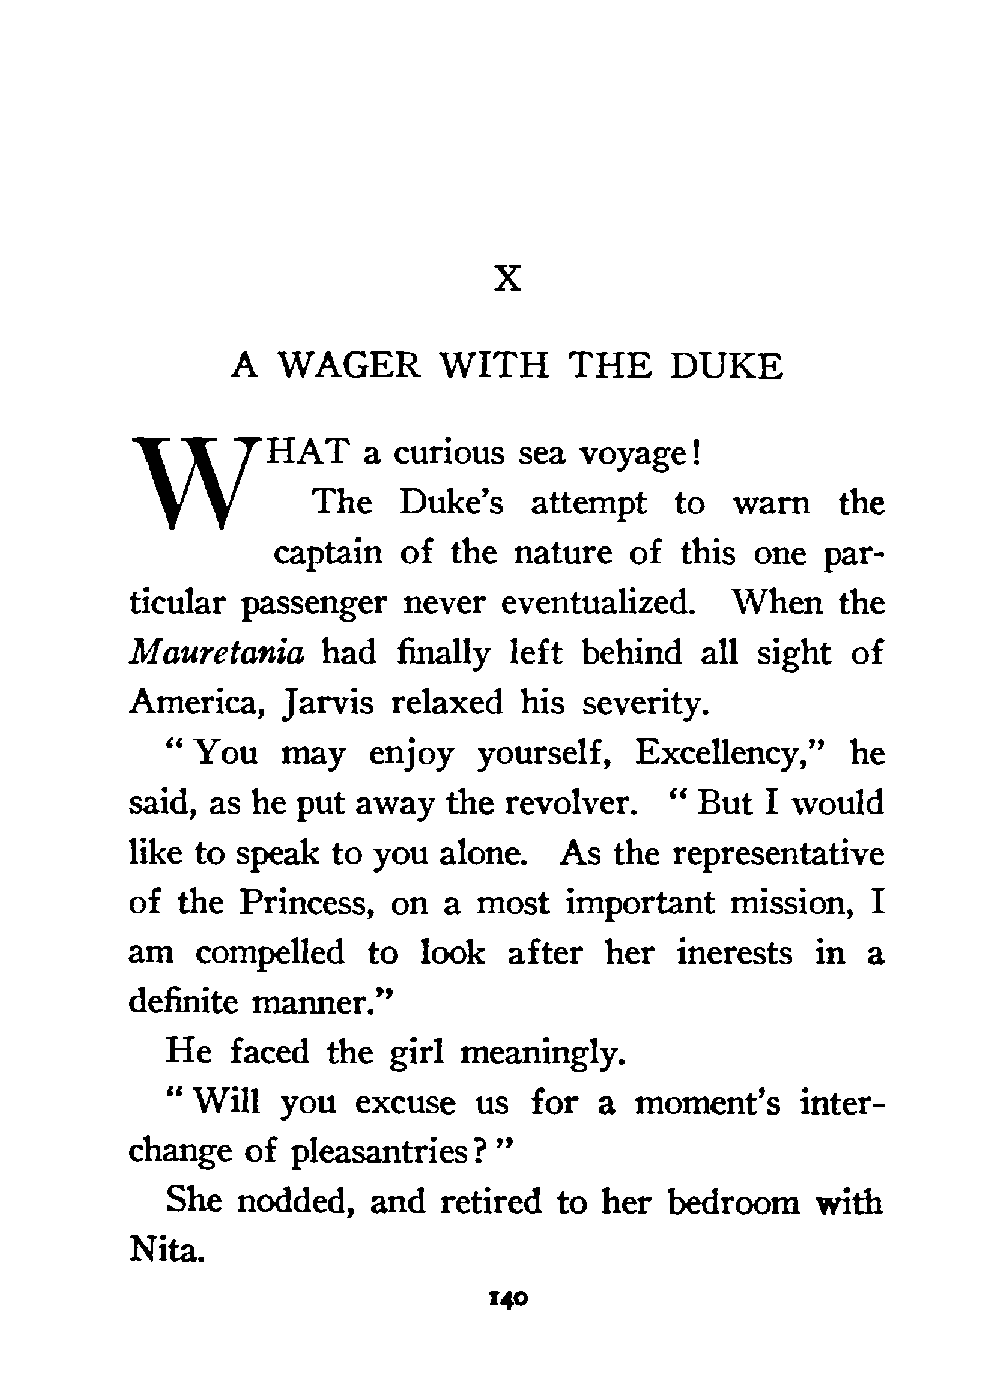 X
A WAGER WITH THE DUKE
WHAT a curious sea voyage!
The Duke's attempt to warn the
captain of the nature of this one par-
ticular passenger never eventualized. When the
Mauretania had finally left behind all sight of
America, Jarvis relaxed his severity.
" You may enjoy yourself, Excellency," he
said, as he put away the revolver. " But I would
like to speak to you alone. As the representative
of the Princess, on a most important mission, I
am compelled to look after her inerests in a
definite manner."
He faced the girl meaningly.
" Will you excuse us for a moment's inter-
change of pleasantries? "
She nodded, and retired to her bedroom with
Nita.
140